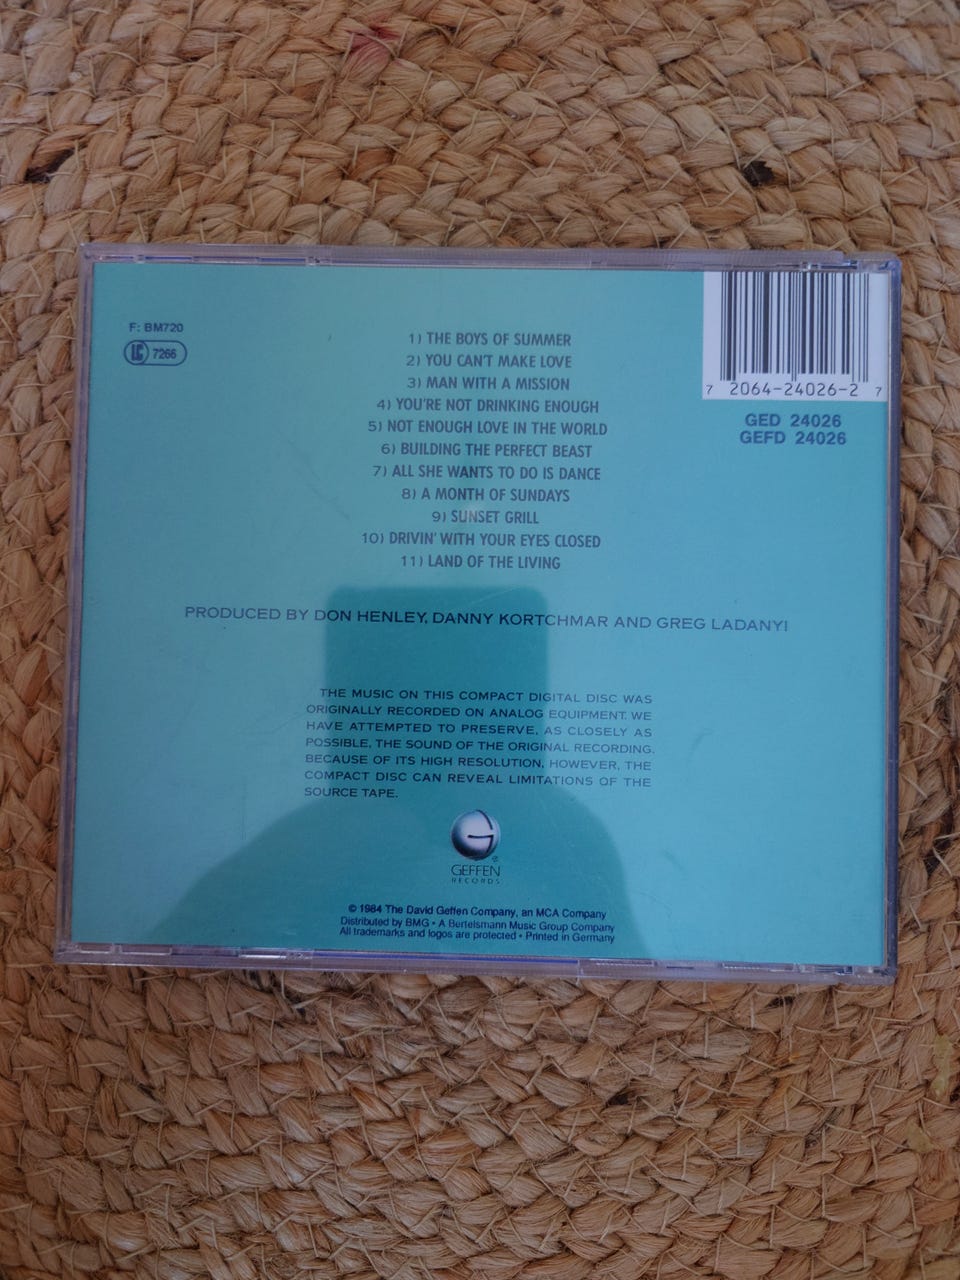 F: BM720
LC 7266
1) THE BOYS OF SUMMER
2) YOU CAN'T MAKE LOVE
3) MAN WITH A MISSION
4) YOU'RE NOT DRINKING ENOUGH
5) NOT ENOUGH LOVE IN THE WORLD
6) BUILDING THE PERFECT BEAST
7) ALL SHE WANTS TO DO IS DANCE
8) A MONTH OF SUNDAYS
9) SUNSET GRILL
10) DRIVIN' WITH YOUR EYES CLOSED
11) LAND OF THE LIVING
7 2064-24026-2 7
GED 24026
GEFD 24026
PRODUCED BY DON HENLEY, DANNY KORTCHMAR AND GREG LADANYI
THE MUSIC ON THIS COMPACT DIGITAL DISC WAS
ORIGINALLY RECORDED ON ANALOG EQUIPMENT. WE
HAVE ATTEMPTED TO PRESERVE, AS CLOSELY AS
POSSIBLE, THE SOUND OF THE ORIGINAL RECORDING.
BECAUSE OF ITS HIGH RESOLUTION, HOWEVER, THE
COMPACT DISC CAN REVEAL LIMITATIONS OF THE
SOURCE TAPE.
G ®
GEFFEN
RECORDS
© 1984 The David Geffen Company, an MCA Company
Distributed by BMG • A Bertelsmann Music Group Company
All trademarks and logos are protected • Printed in Germany